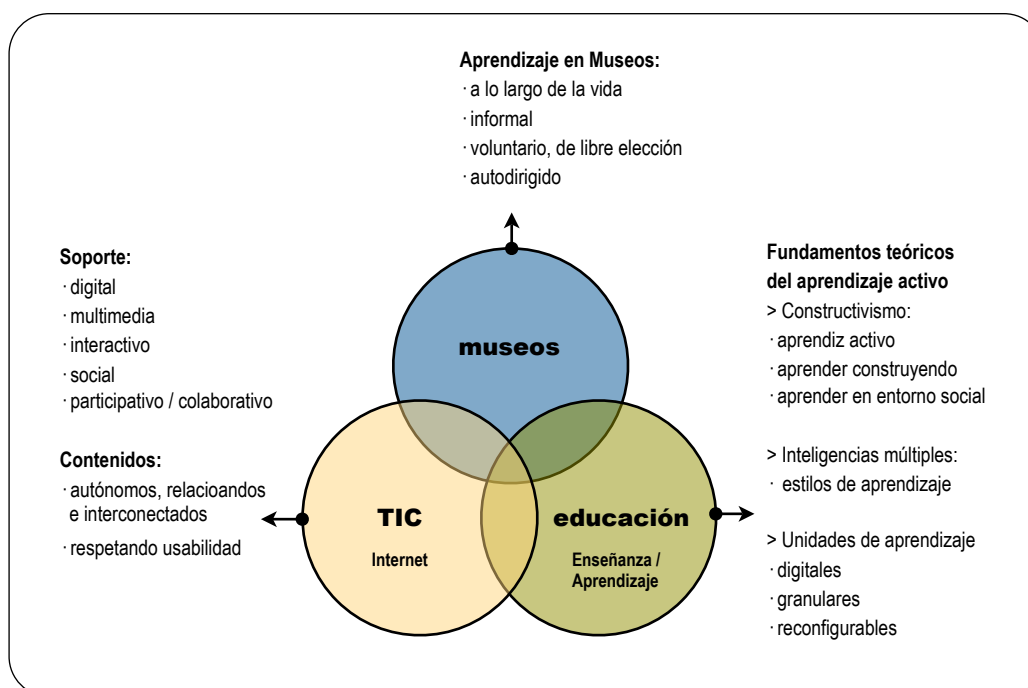 Aprendizaje en Museos:
· a lo largo de la vida
· informal
· voluntario, de libre elección
· autodirigido
Soporte:
· digital
· multimedia
· interactivo
· social
· participativo / colaborativo
Contenidos:
· autónomos, relacioandos
e interconectados
· respetando usabilidad
museos
TIC
Internet
educación
Enseñanza /
Aprendizaje
Fundamentos teóricos
del aprendizaje activo
> Constructivismo:
· aprendiz activo
· aprender construyendo
· aprender en entorno social
> Inteligencias múltiples:
· estilos de aprendizaje
> Unidades de aprendizaje
· digitales
· granulares
· reconfigurables